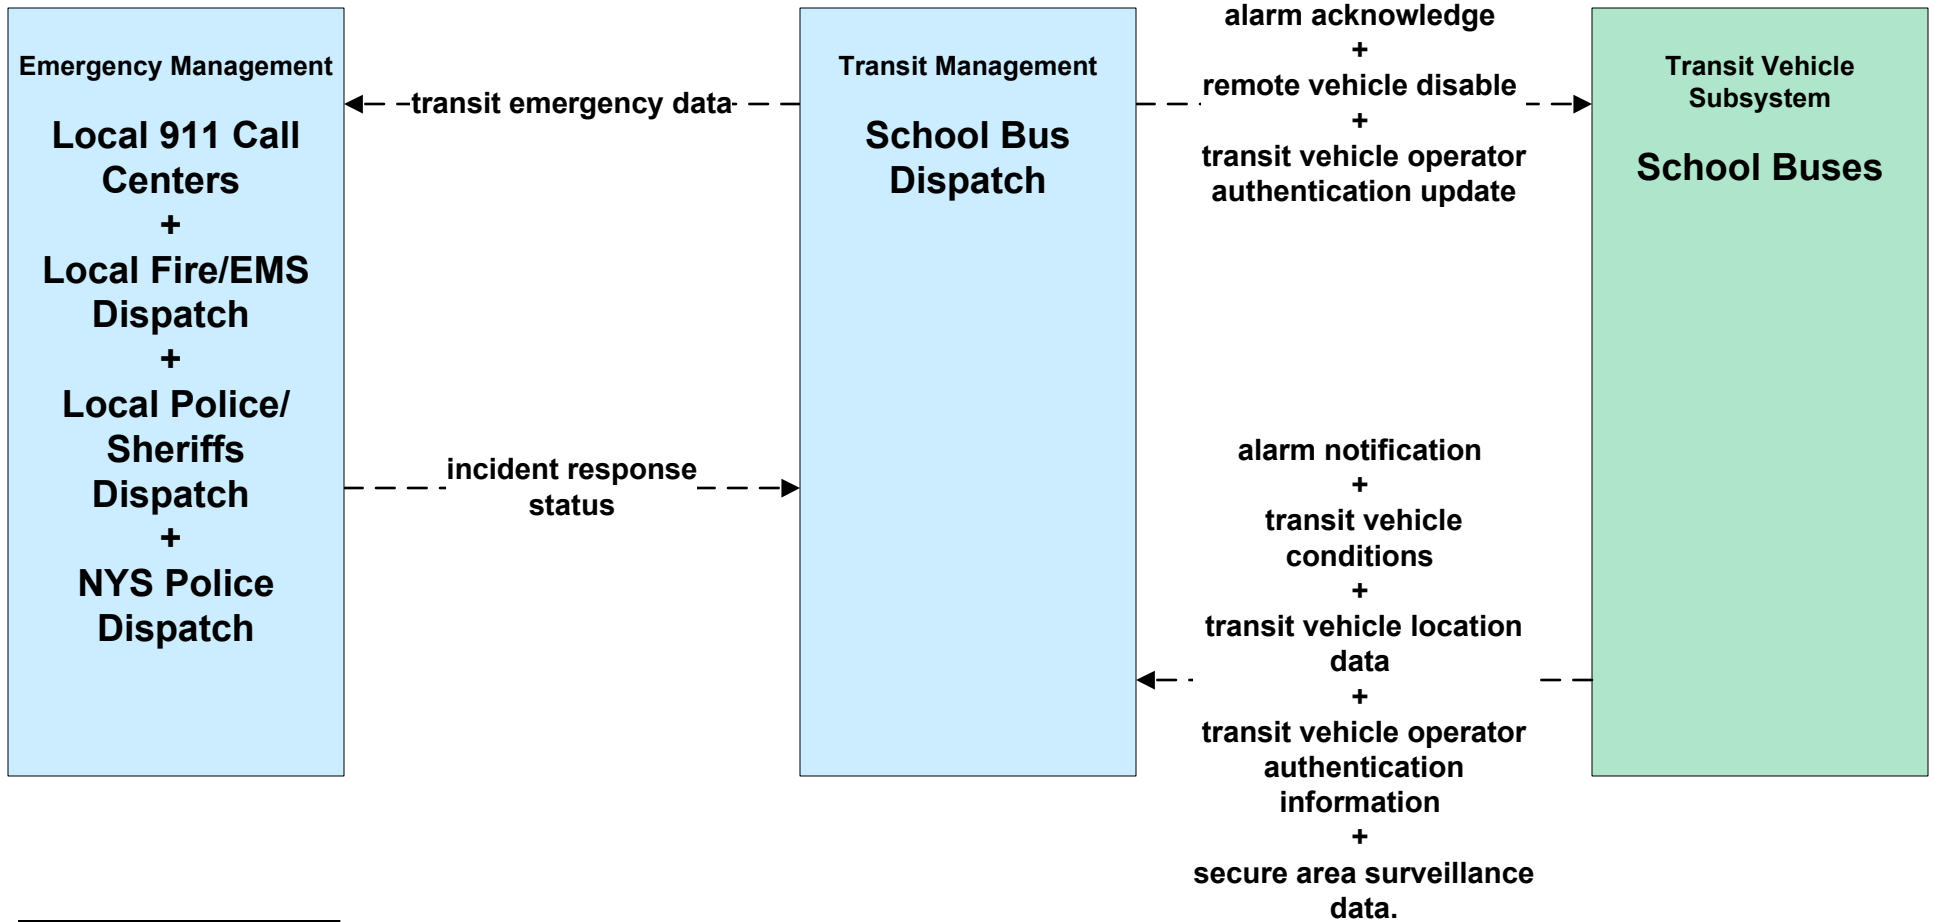 Emergency Management
Local 911 Call
Centers
+
Local Fire/EMS
Dispatch
+
Local Police/
Sheriffs
Dispatch
+
NYS Police
Dispatch
transit emergency data
incident response
status
Transit Management
School Bus
Dispatch
alarm acknowledge
+
remote vehicle disable
+
transit vehicle operator
authentication update
alarm notification
+
transit vehicle
conditions
+
transit vehicle location
data
+
transit vehicle operator
authentication
information
+
secure area surveillance
data.
Transit Vehicle
Subsystem
School Buses